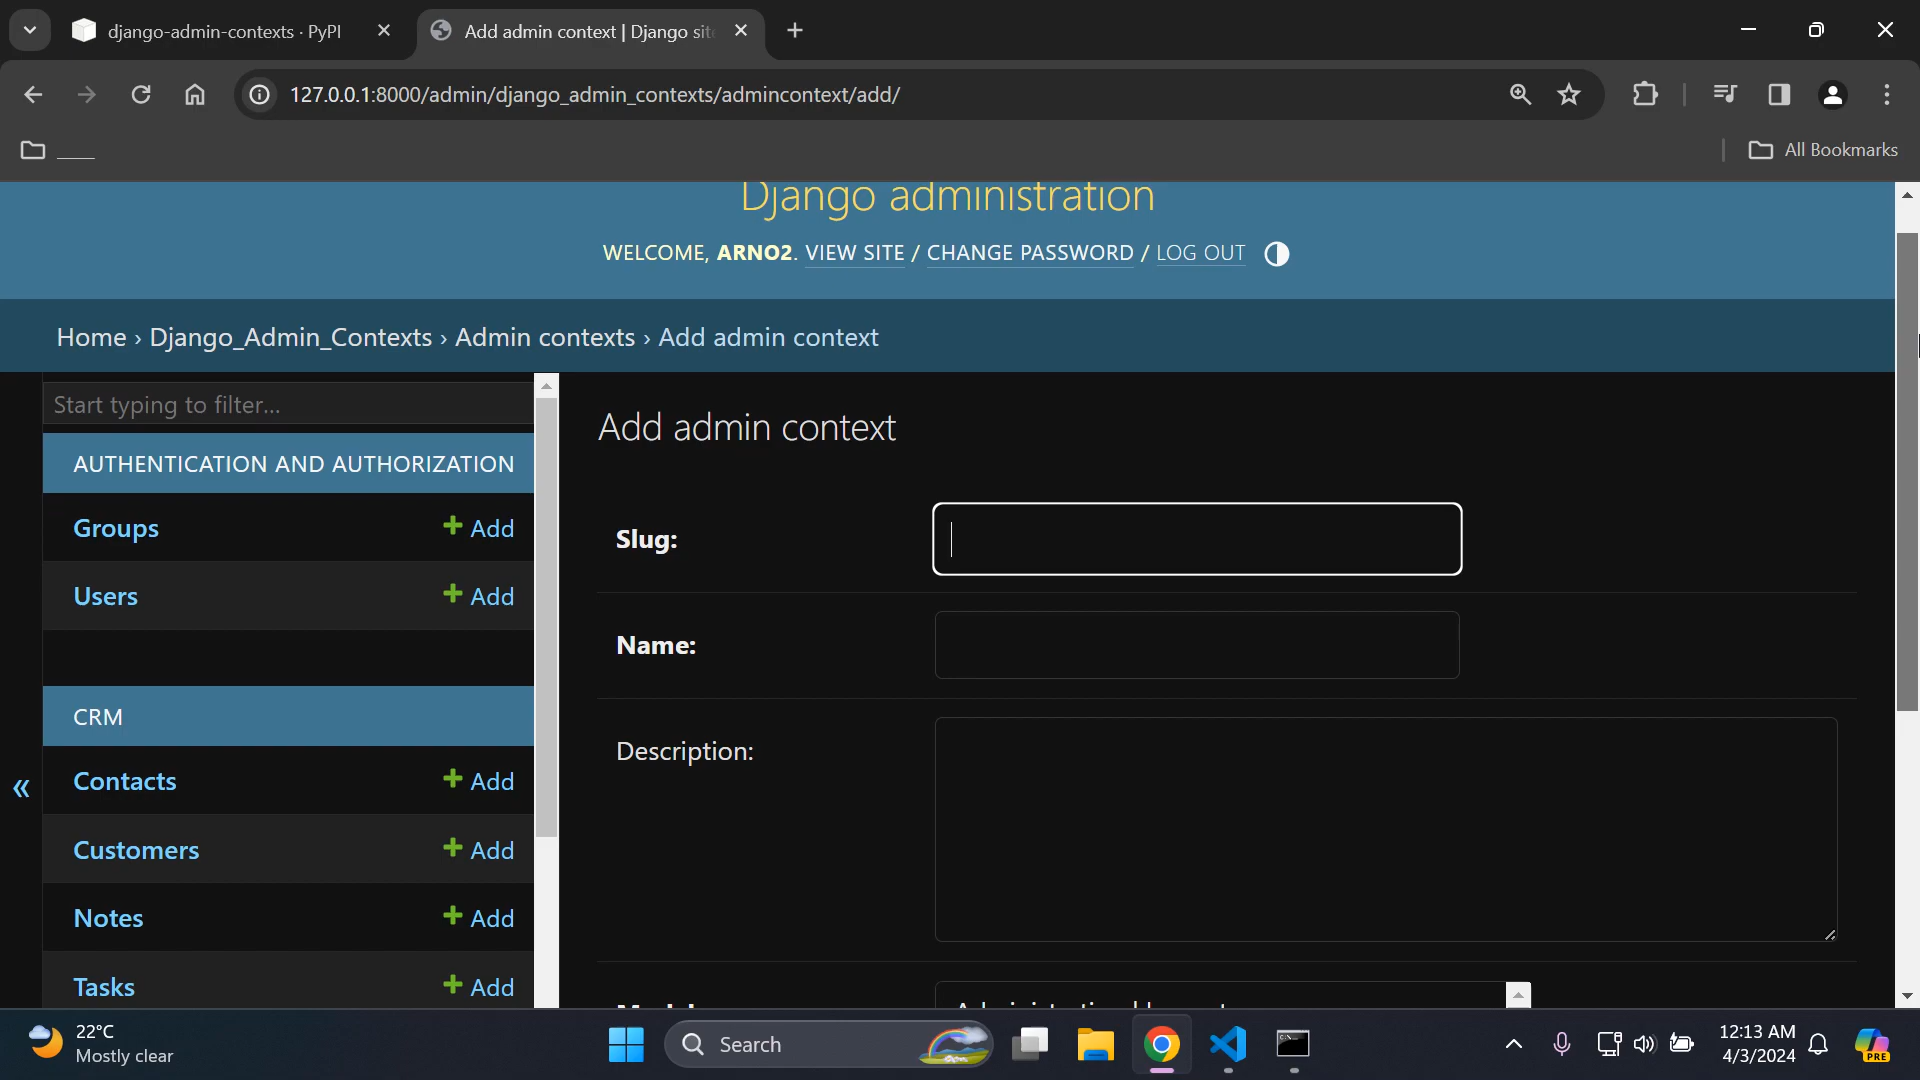 django-admin-contexts · PyPI
Add admin context | Django sit
127.0.0.1:8000/admin/django_admin_contexts/admincontext/add/
All Bookmarks
Django administration
WELCOME, ARNO2. VIEW SITE / CHANGE PASSWORD / LOG OUT
Home › Django_Admin_Contexts › Admin contexts › Add admin context
Start typing to filter...
AUTHENTICATION AND AUTHORIZATION
Groups + Add
Users + Add
CRM
Contacts + Add
Customers + Add
Notes + Add
Tasks + Add
«
Add admin context
Slug:
Name:
Description:
22°C
Mostly clear
Search
12:13 AM
4/3/2024
PRE